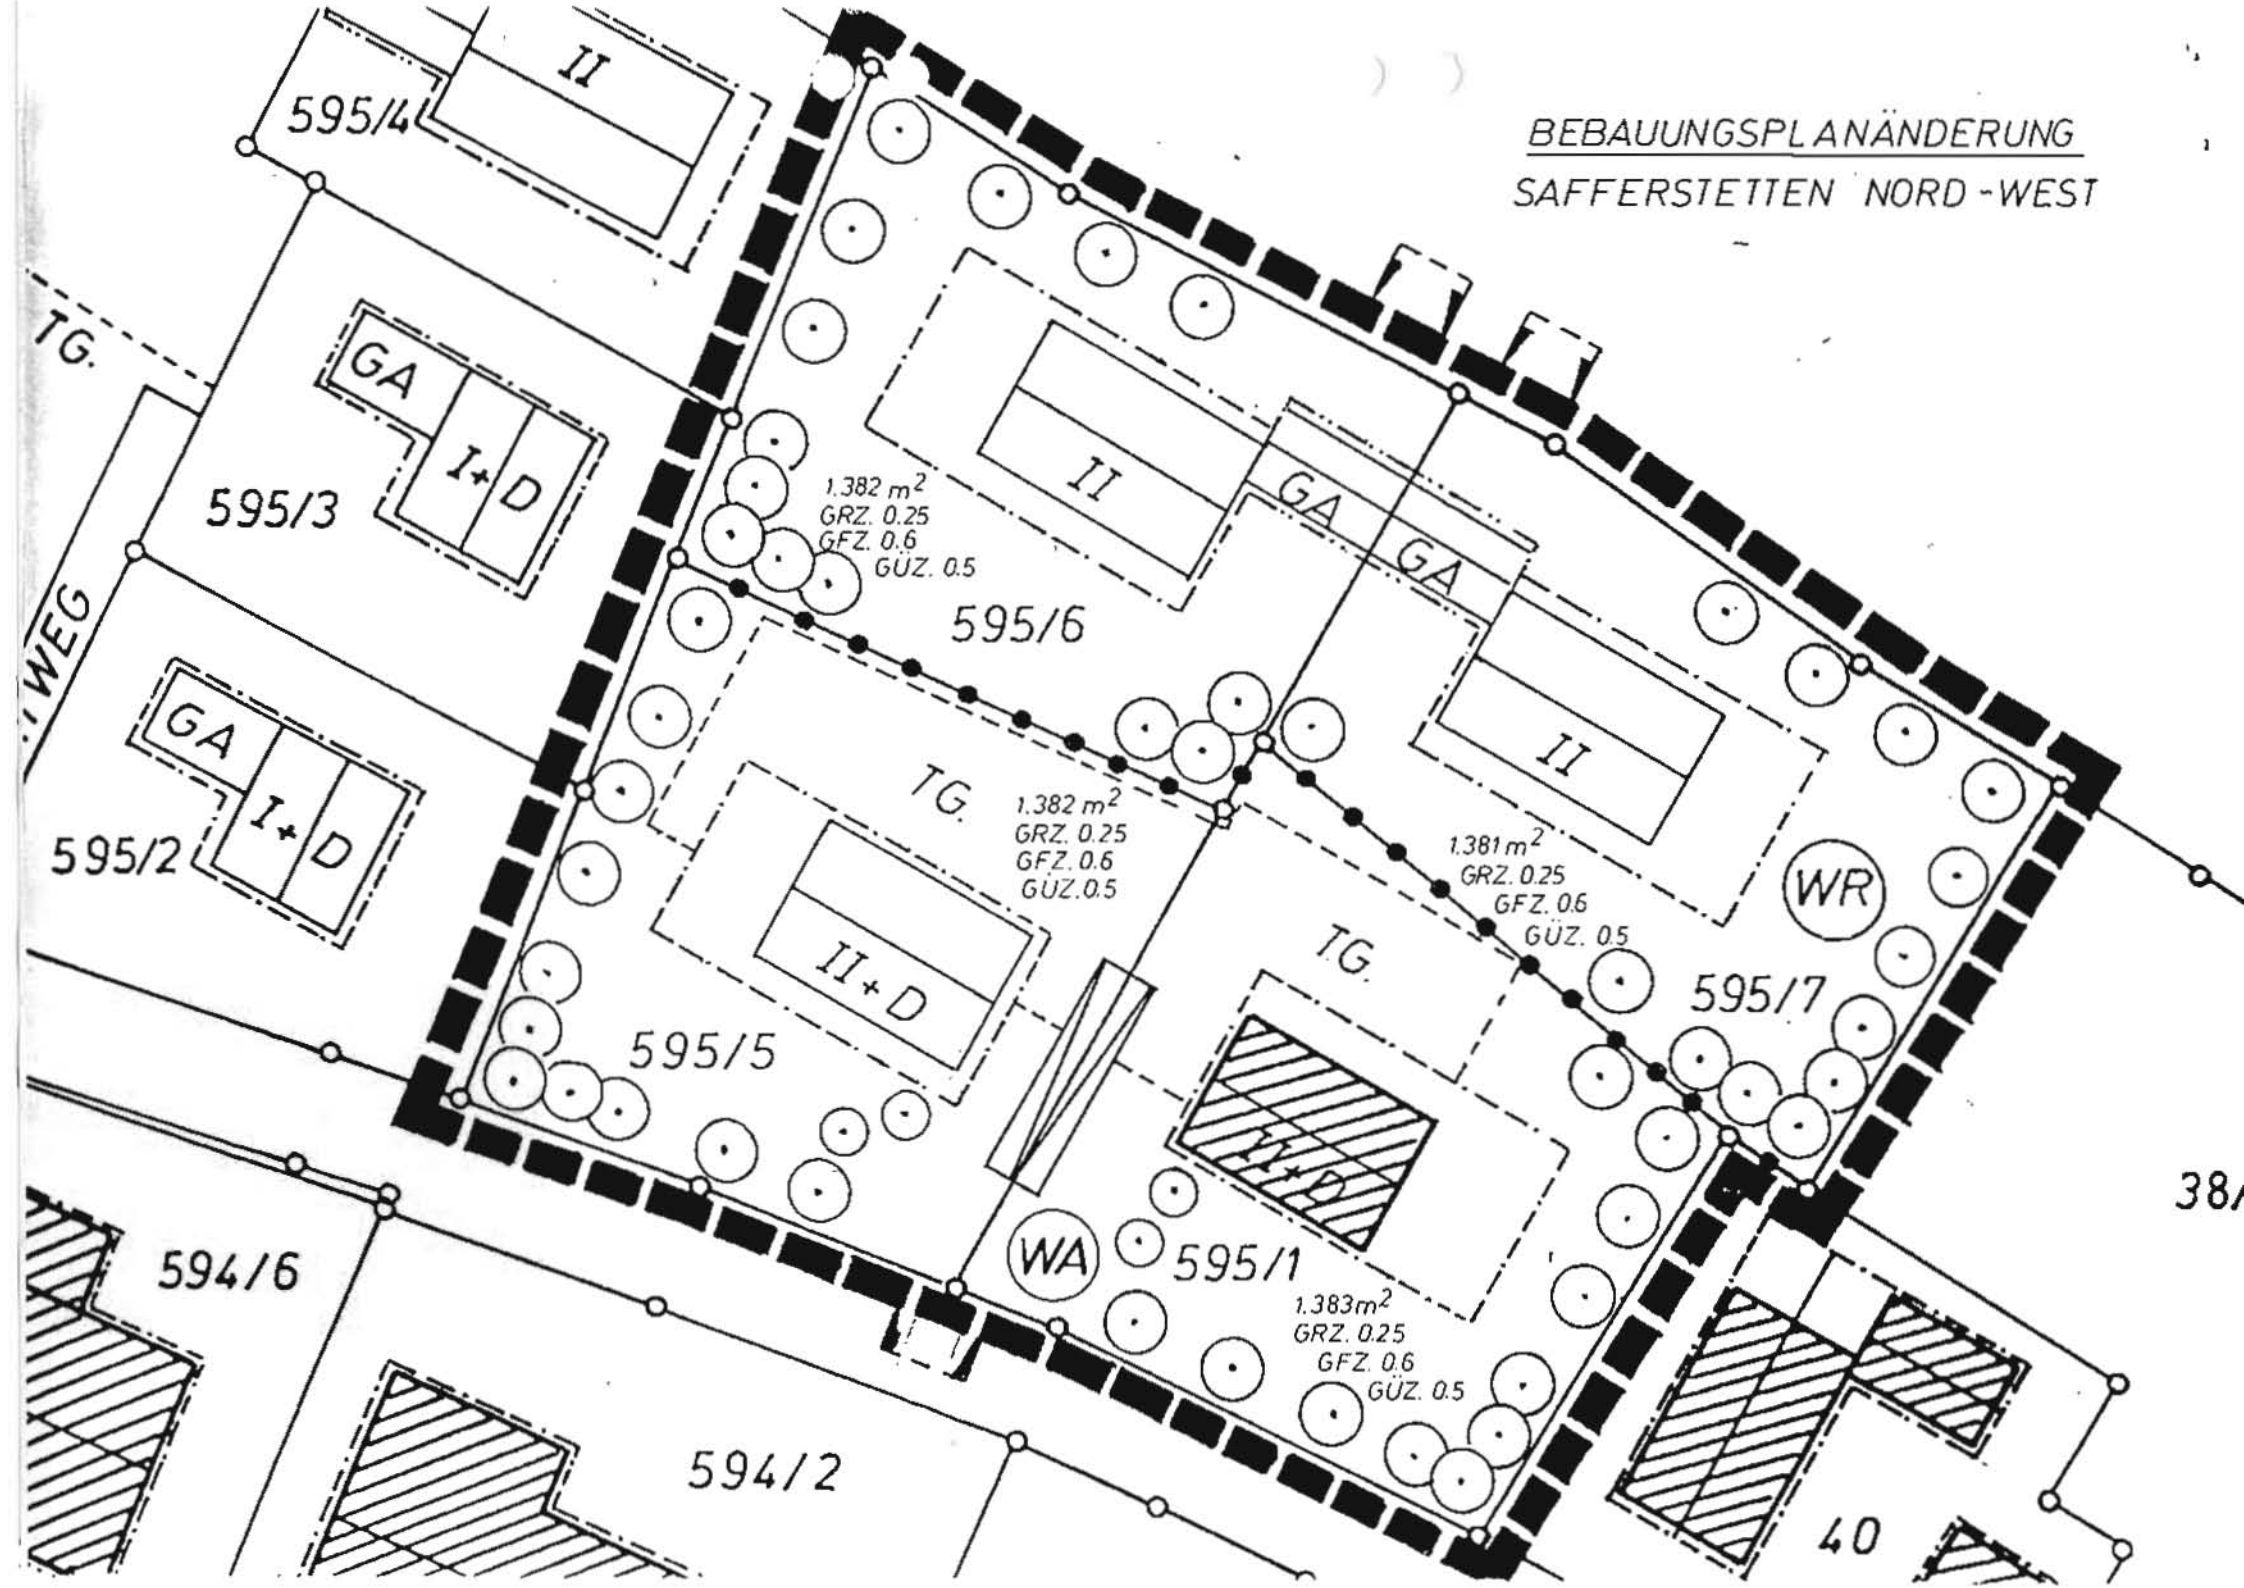 BEBAUUNGSPLANÄNDERUNG
SAFFERSTETTEN NORD-WEST
II
595/4
TG.
GA
I+D
595/3
WEG
GA
I+D
595/2
1.382 m²
GRZ. 0.25
GFZ. 0.6
GÜZ. 0.5
595/6
II
GA
GA
II
TG.
1.382 m²
GRZ. 0.25
GFZ. 0.6
GÜZ. 0.5
II+D
595/5
1.381 m²
GRZ. 0.25
GFZ. 0.6
GÜZ. 0.5
WR
595/7
T.G.
II+D
WA
595/1
1.383 m²
GRZ. 0.25
GFZ. 0.6
GÜZ. 0.5
38/
594/6
594/2
40